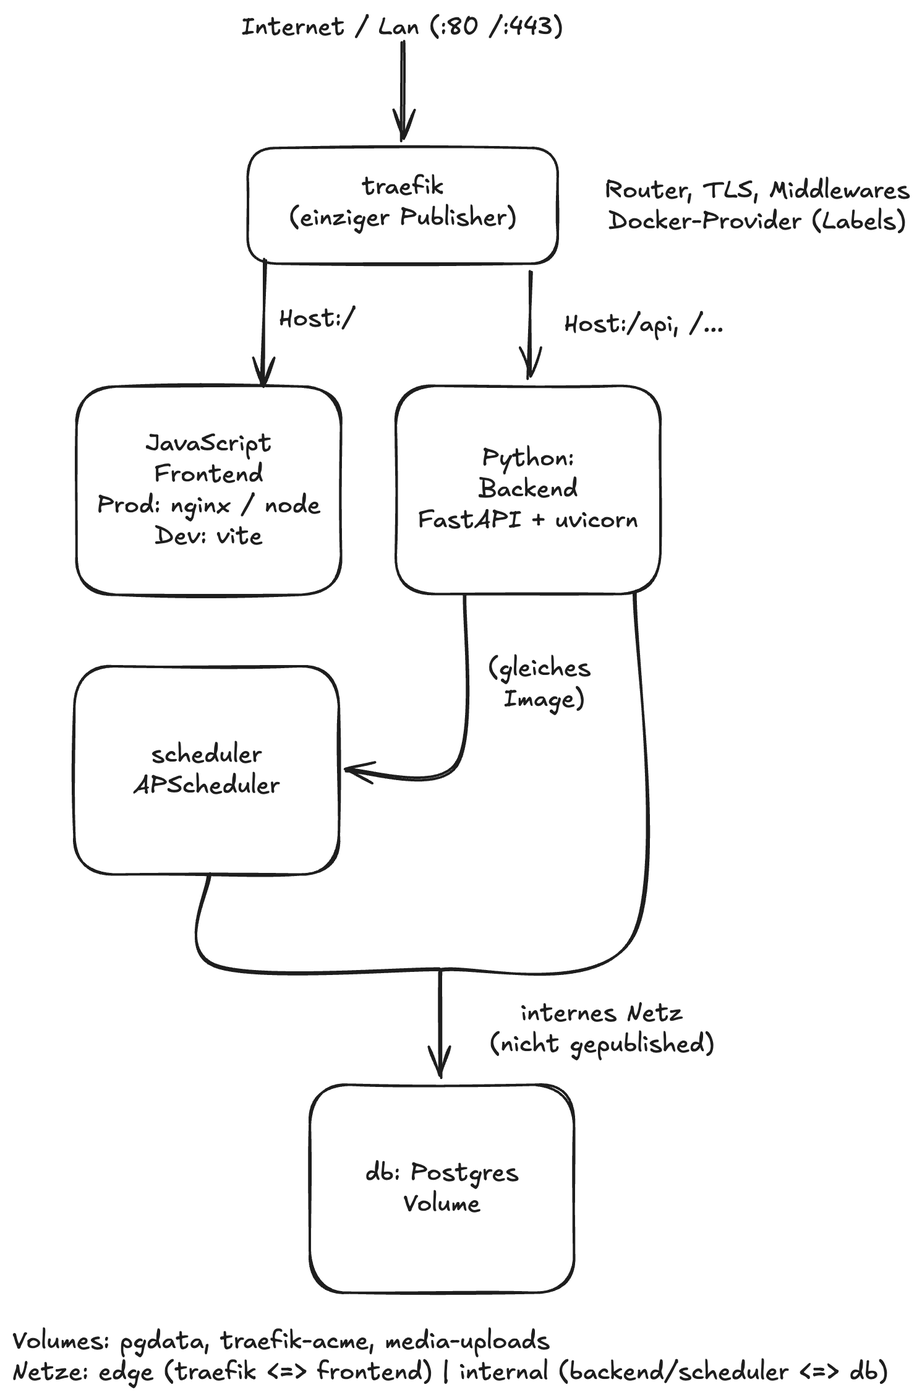 Internet / Lan (:80 /:443)
traefik
(einziger Publisher)
Router, TLS, Middlewares
Docker-Provider (Labels)
Host:/
Host:/api, /...
JavaScript
Frontend
Prod: nginx / node
Dev: vite
Python:
Backend
FastAPI + uvicorn
(gleiches
Image)
scheduler
APScheduler
internes Netz
(nicht gepublished)
db: Postgres
Volume
Volumes: pgdata, traefik-acme, media-uploads
Netze: edge (traefik <=> frontend) | internal (backend/scheduler <=> db)